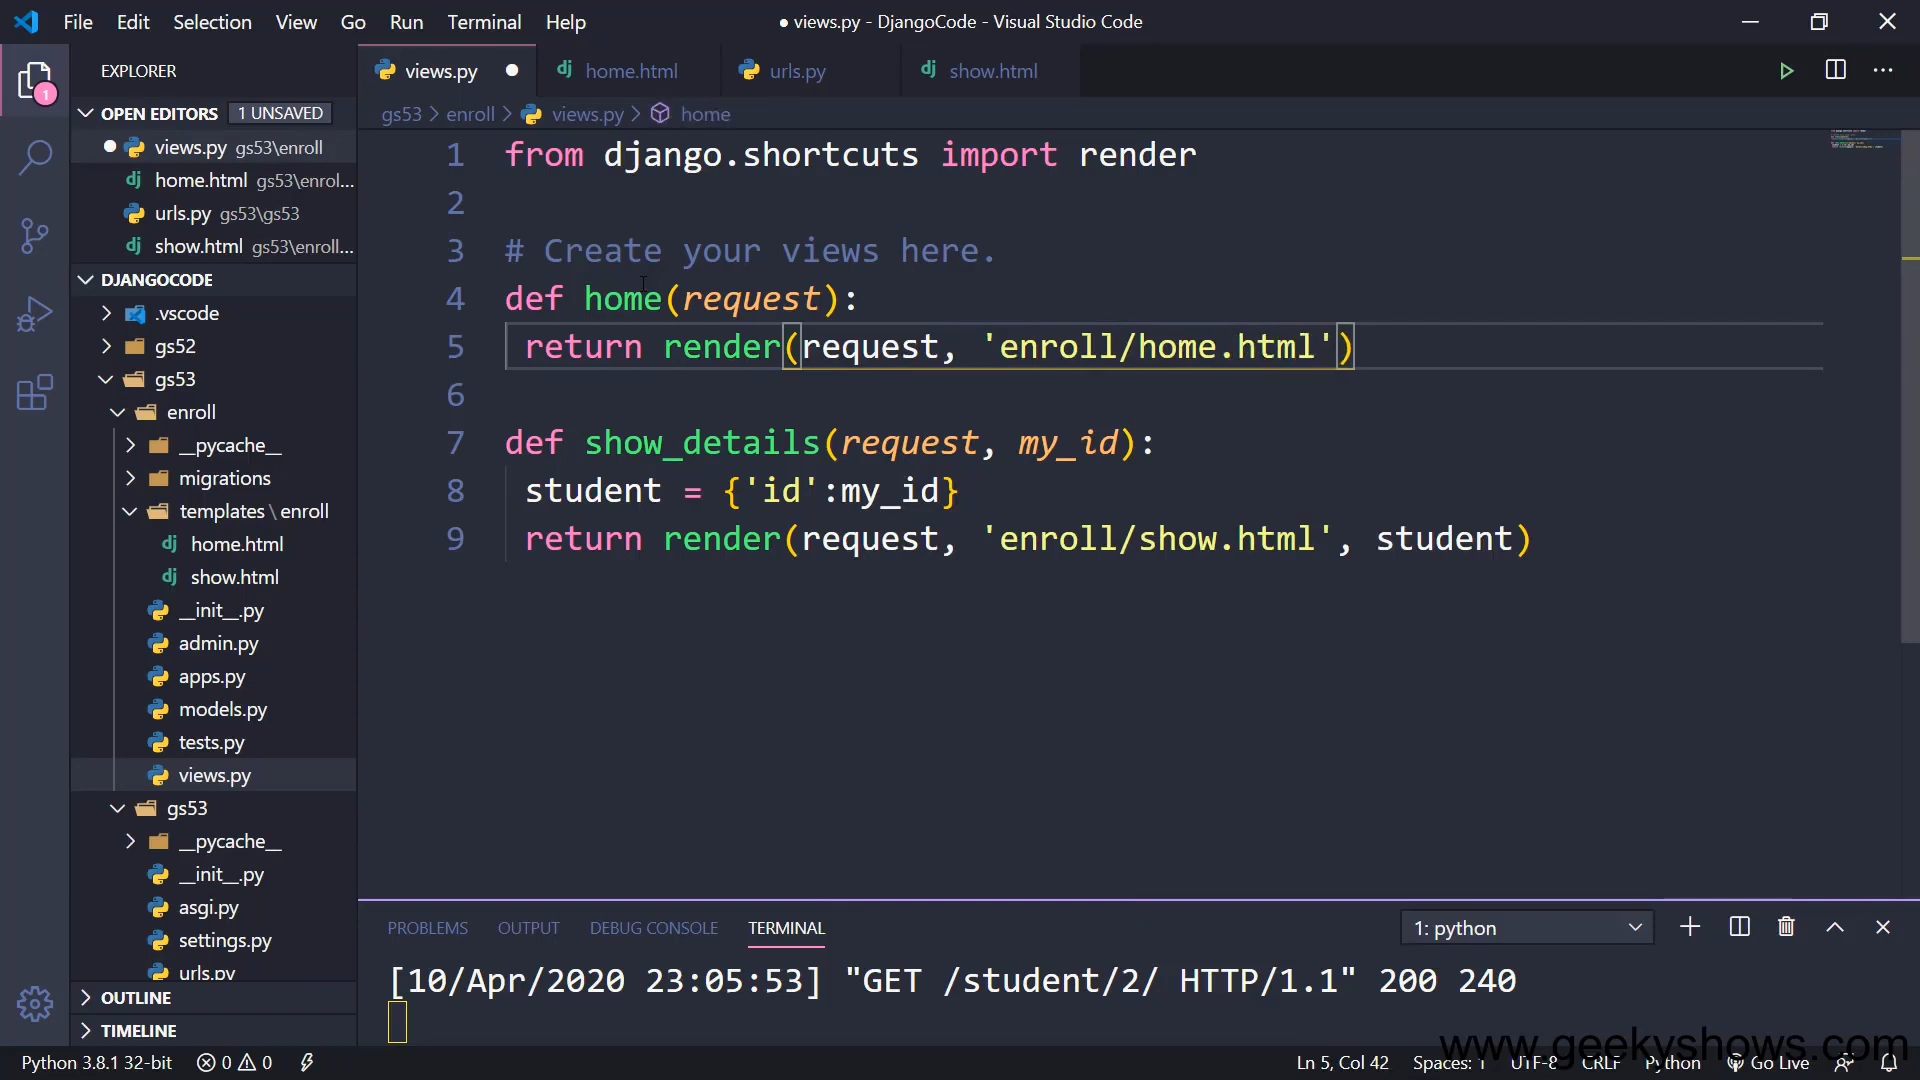 File Edit Selection View Go Run Terminal Help
● views.py - DjangoCode - Visual Studio Code
EXPLORER
1
OPEN EDITORS 1 UNSAVED
views.py gs53\enroll
home.html gs53\enrol...
urls.py gs53\gs53
show.html gs53\enroll...
DJANGOCODE
.vscode
gs52
gs53
enroll
__pycache__
migrations
templates\enroll
home.html
show.html
__init__.py
admin.py
apps.py
models.py
tests.py
views.py
gs53
__pycache__
__init__.py
asgi.py
settings.py
urls.py
OUTLINE
TIMELINE
views.py ● home.html urls.py show.html
gs53 > enroll > views.py > home
1 from django.shortcuts import render
2
3 # Create your views here.
4 def home(request):
5 return render(request, 'enroll/home.html')
6
7 def show_details(request, my_id):
8 student = {'id':my_id}
9 return render(request, 'enroll/show.html', student)
PROBLEMS OUTPUT DEBUG CONSOLE TERMINAL 1: python
[10/Apr/2020 23:05:53] "GET /student/2/ HTTP/1.1" 200 240
www.geekyshows.com
Python 3.8.1 32-bit 0 0 Ln 5, Col 42 Spaces: 1 UTF-8 CRLF Python Go Live